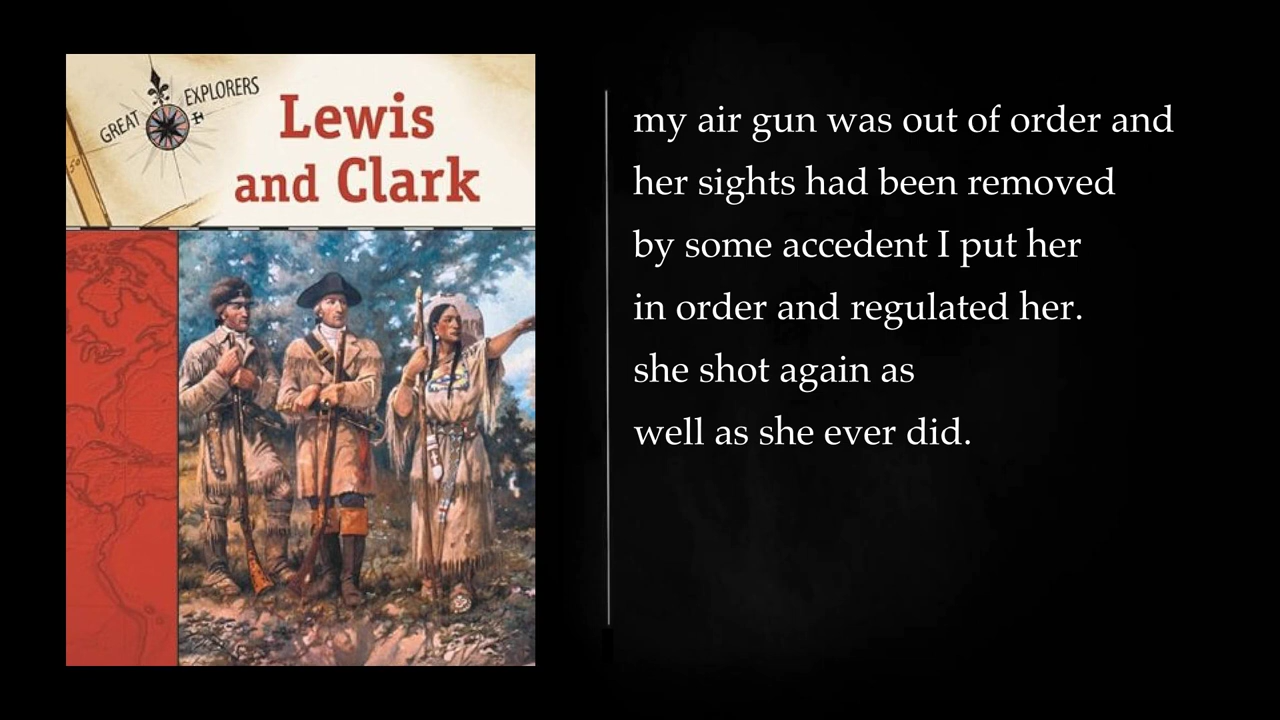 GREAT EXPLORERS
Lewis
and Clark
50
my air gun was out of order and
her sights had been removed
by some accedent I put her
in order and regulated her.
she shot again as
well as she ever did.